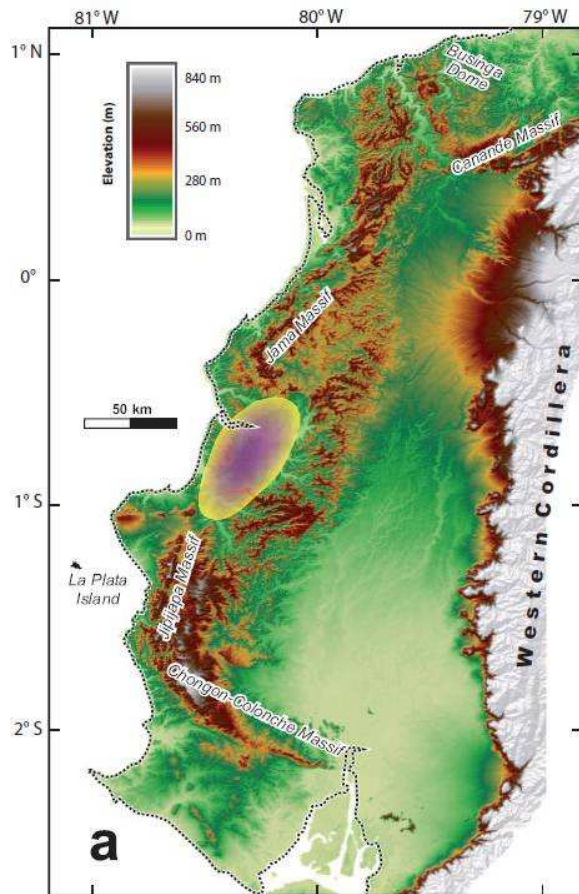 81°W
80°W
79°W
1°N
0°
1°S
2°S
Elevation (m)
840 m
560 m
280 m
0 m
Businga
Dome
Canande Massif
Jama Massif
50 km
La Plata
Island
Jipijapa Massif
Chongon-Colonche Massif
Western Cordillera
a